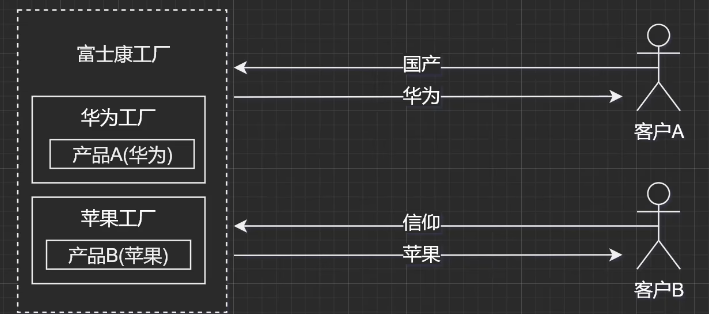 富士康工厂
华为工厂
产品A(华为)
苹果工厂
产品B(苹果)
国产
华为
客户A
信仰
苹果
客户B